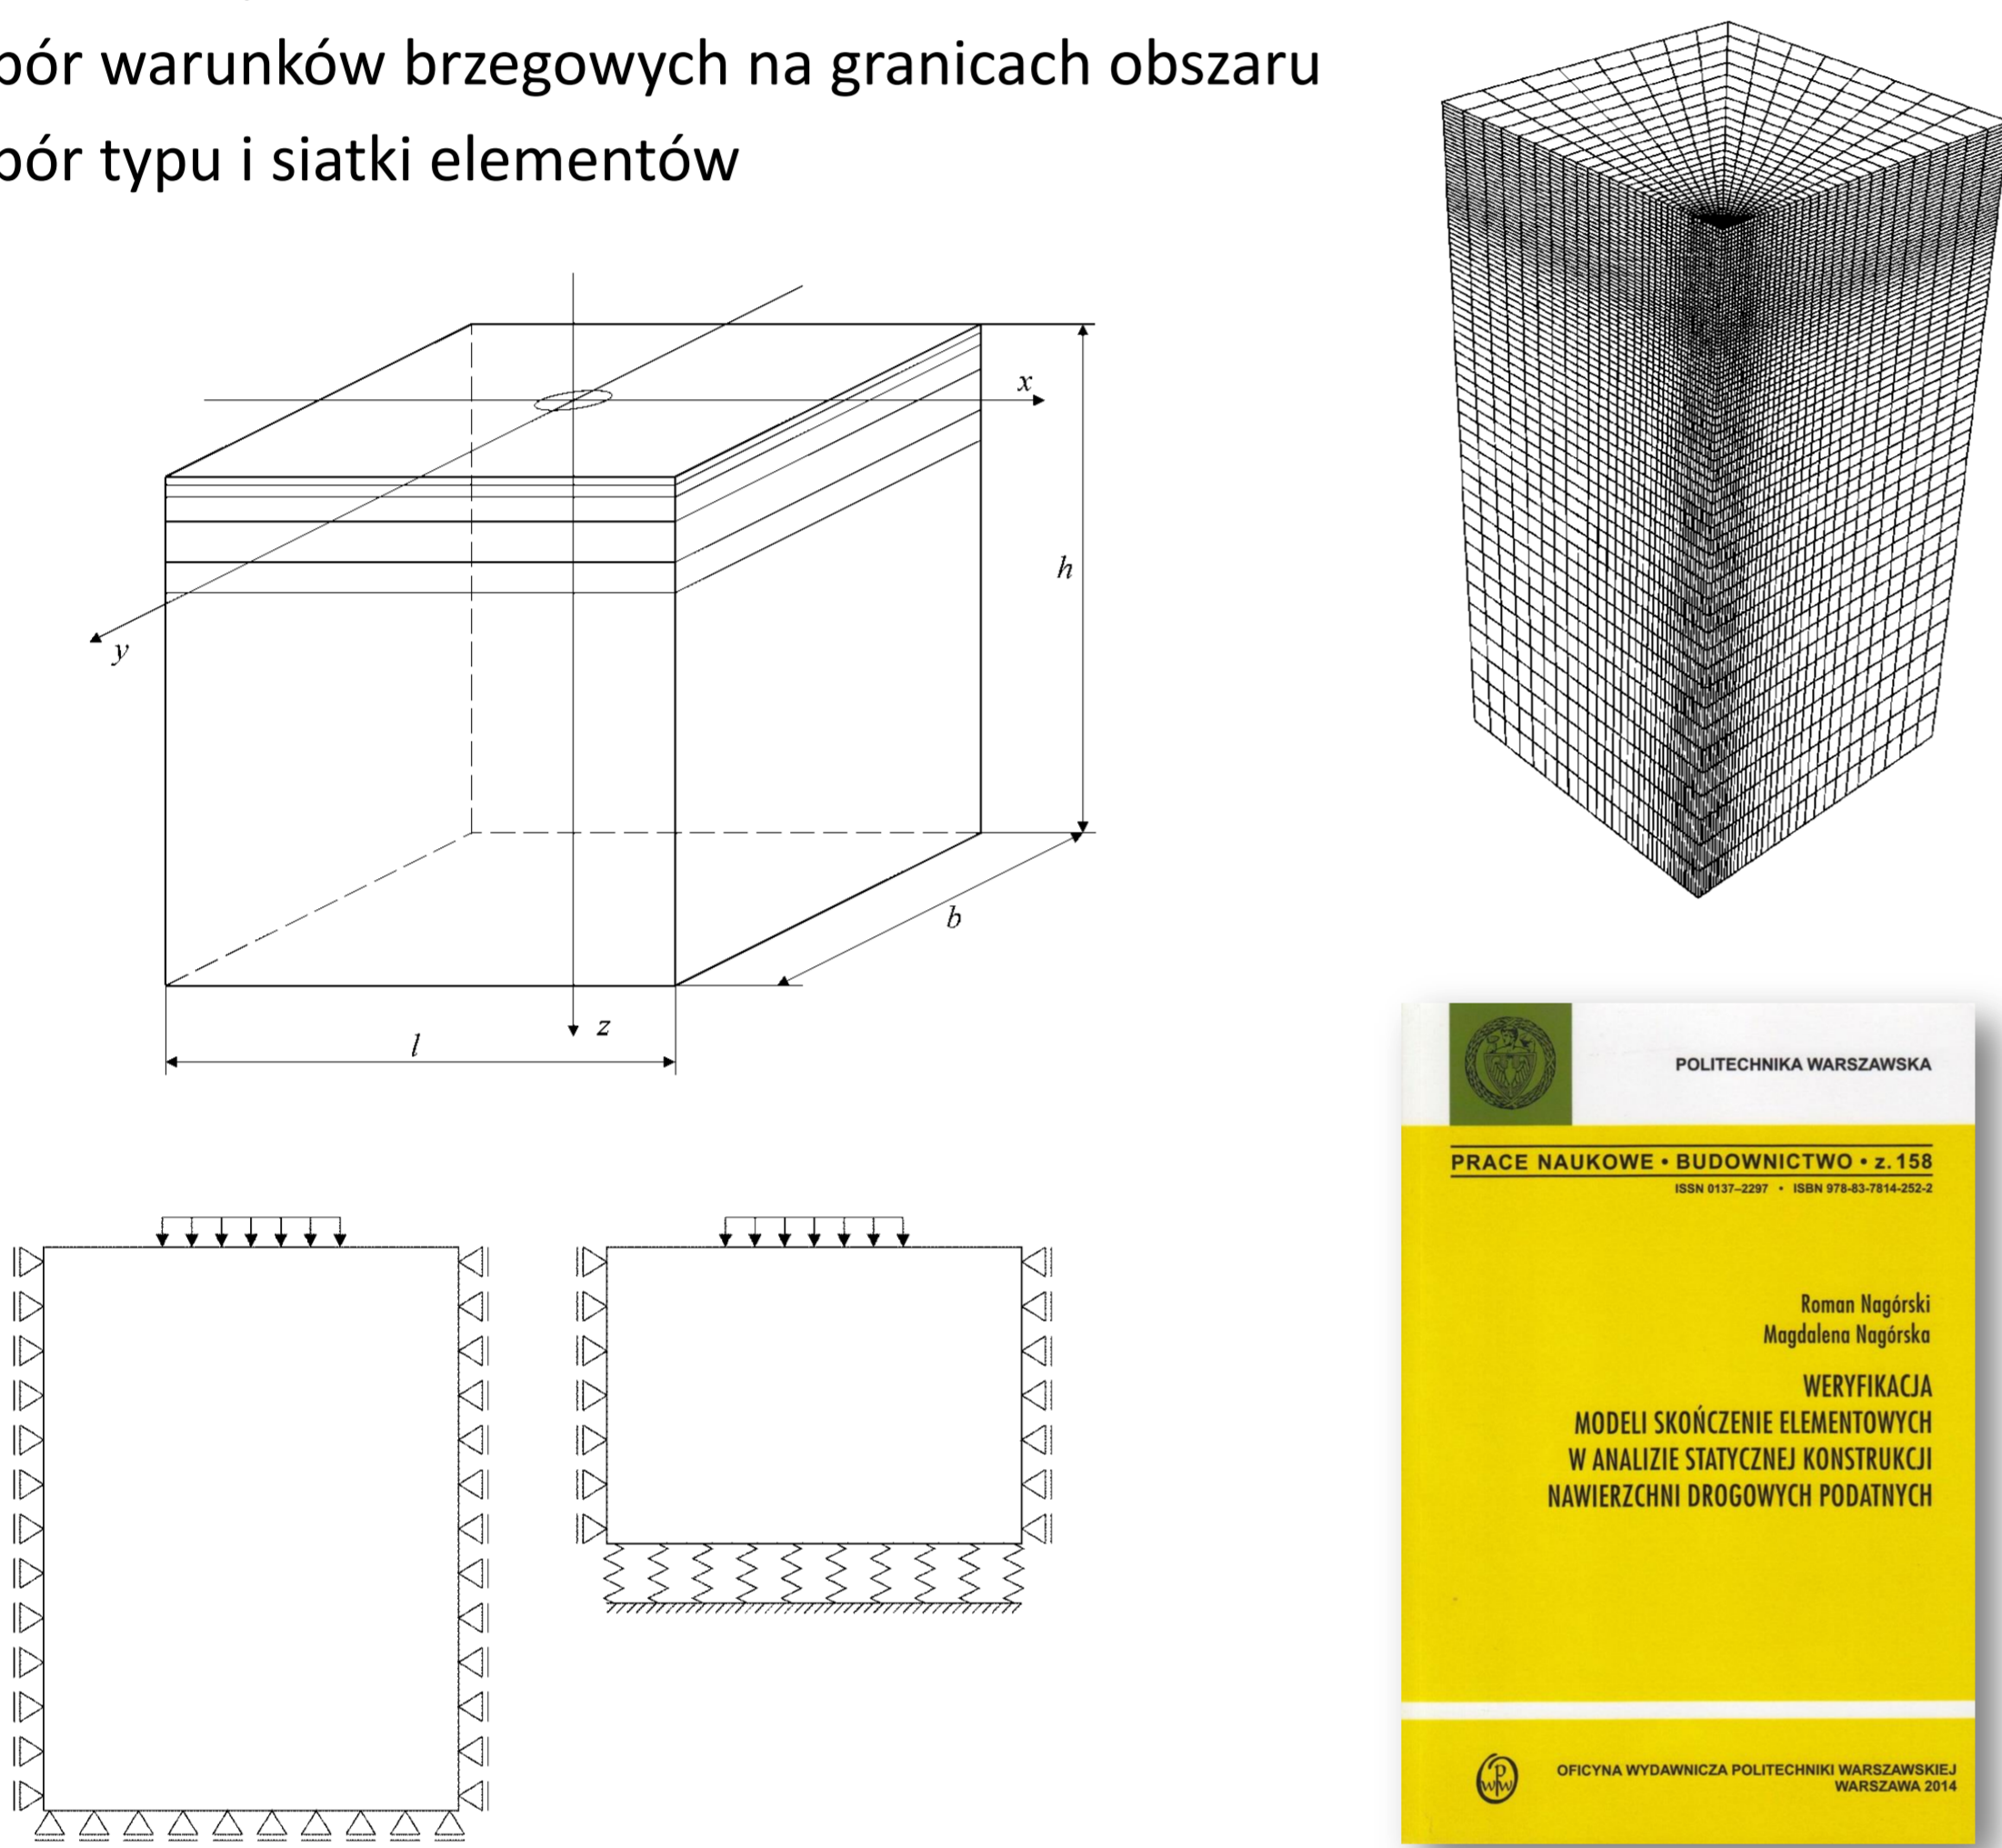 bór warunków brzegowych na granicach obszaru
bór typu i siatki elementów
x
h
y
b
z
l
POLITECHNIKA WARSZAWSKA
PRACE NAUKOWE • BUDOWNICTWO • z. 158
ISSN 0137–2297 • ISBN 978-83-7814-252-2
Roman Nagórski
Magdalena Nagórska
WERYFIKACJA
MODELI SKOŃCZENIE ELEMENTOWYCH
W ANALIZIE STATYCZNEJ KONSTRUKCJI
NAWIERZCHNI DROGOWYCH PODATNYCH
OFICYNA WYDAWNICZA POLITECHNIKI WARSZAWSKIEJ
WARSZAWA 2014